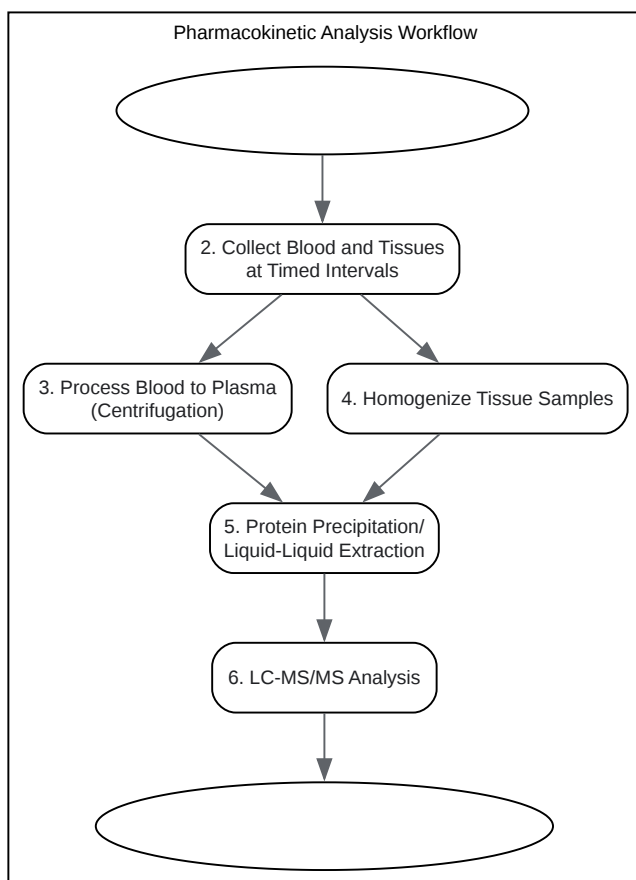 Pharmacokinetic Analysis Workflow
2. Collect Blood and Tissues
at Timed Intervals
3. Process Blood to Plasma
(Centrifugation)
4. Homogenize Tissue Samples
5. Protein Precipitation/
Liquid-Liquid Extraction
6. LC-MS/MS Analysis